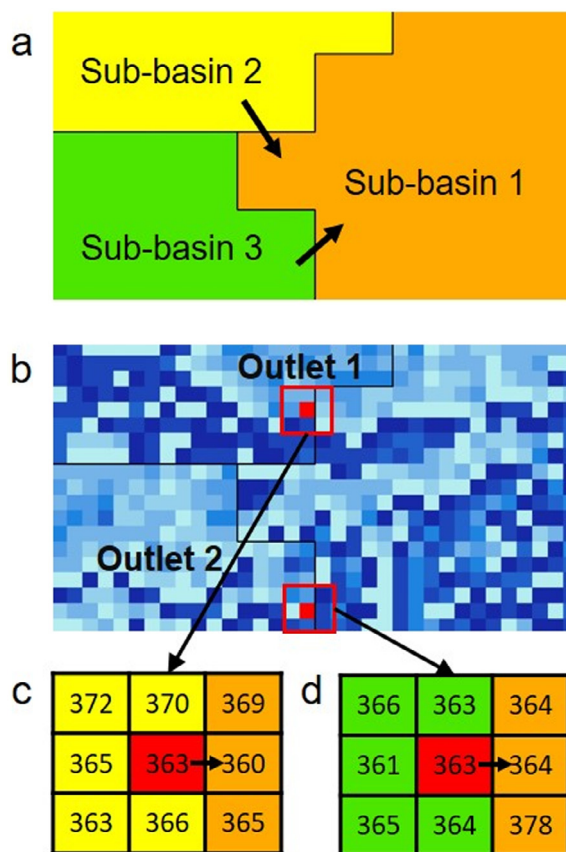 a
Sub-basin 2
Sub-basin 1
Sub-basin 3
b
Outlet 1
Outlet 2
c
372 370 369
365 363 360
363 366 365
d
366 363 364
361 363 364
365 364 378